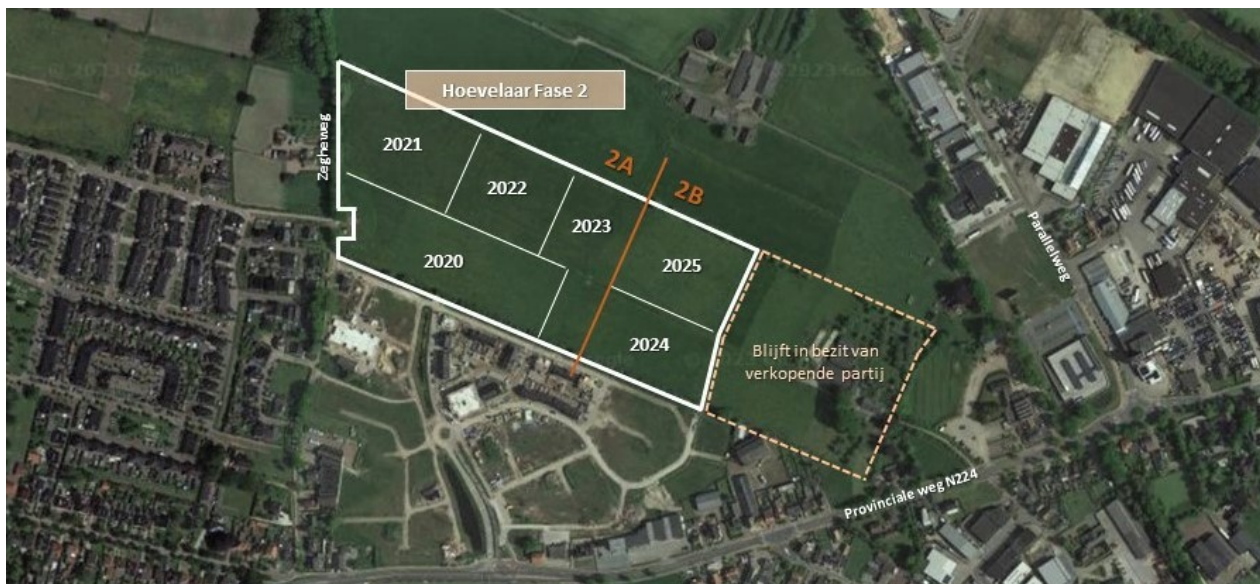 Hoevelaar Fase 2
Zegheweg
2021
2022
2A
2B
2023
2020
2025
2024
Parallelweg
Blijft in bezit van
verkopende partij
Provinciale weg N224